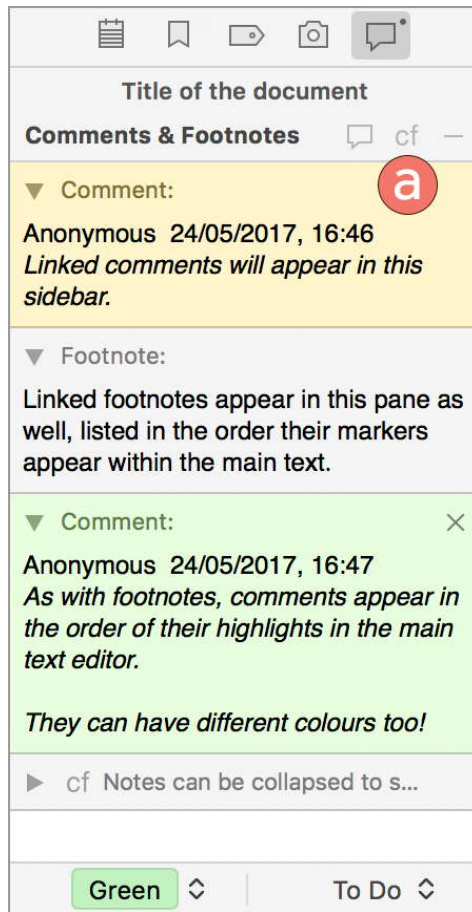 Title of the document
Comments & Footnotes cf
a
Comment:
Anonymous 24/05/2017, 16:46
Linked comments will appear in this
sidebar.
Footnote:
Linked footnotes appear in this pane as
well, listed in the order their markers
appear within the main text.
Comment:
Anonymous 24/05/2017, 16:47
As with footnotes, comments appear in
the order of their highlights in the main
text editor.
They can have different colours too!
cf Notes can be collapsed to s...
Green To Do